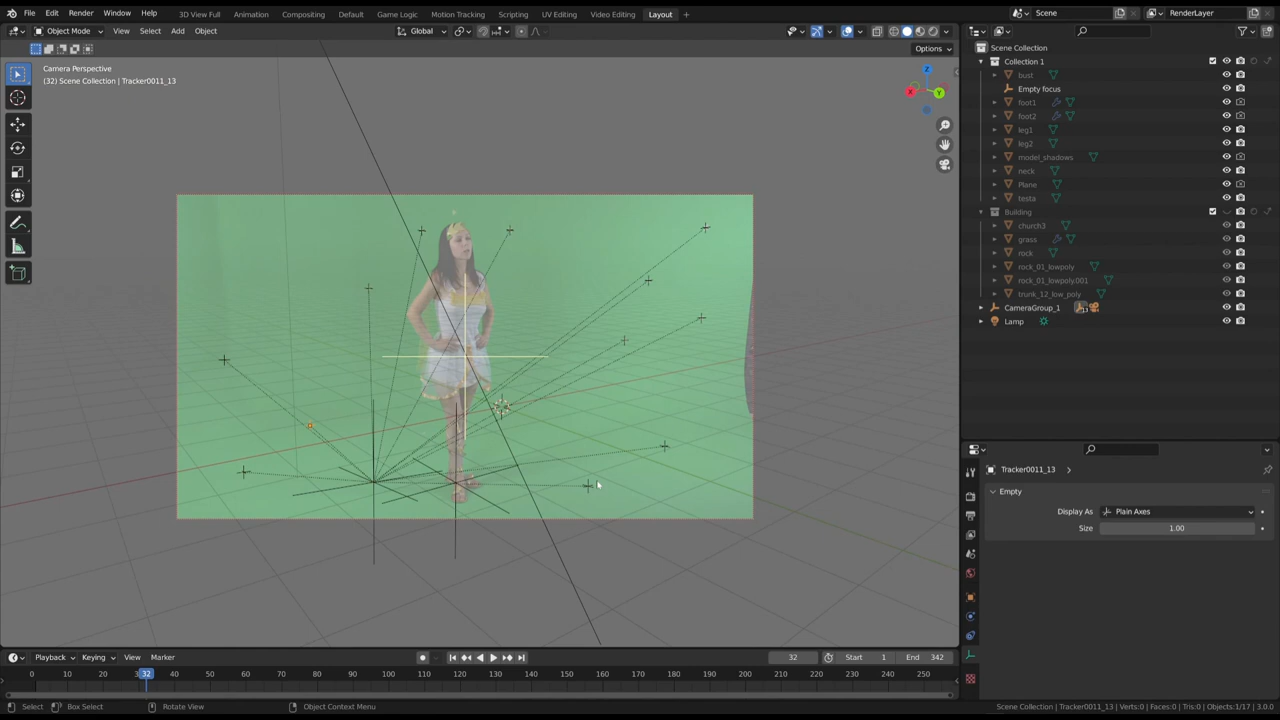 File Edit Render Window Help 3D View Full Animation Compositing Default Game Logic Motion Tracking Scripting UV Editing Video Editing Layout Scene RenderLayer
Object Mode View Select Add Object Global
Options
Camera Perspective
(32) Scene Collection | Tracker0011_13
Z
X
Y
Scene Collection
Collection 1
bust
Empty focus
foot1
foot2
leg1
leg2
model_shadows
neck
Plane
testa
Building
church3
grass
rock
rock_01_lowpoly
rock_01_lowpoly.001
trunk_12_low_poly
CameraGroup_1
Lamp
Tracker0011_13
Empty
Display As Plain Axes
Size 1.00
Playback Keying View Marker 32 Start 1 End 342
0 10 20 3 32 40 50 60 70 80 90 100 110 120 130 140 150 160 170 180 190 200 210 220 230 240 250
Select Box Select Rotate View Object Context Menu Scene Collection | Tracker0011_13 | Verts:0 | Faces:0 | Tris:0 | Objects:1/17 | 3.0.0